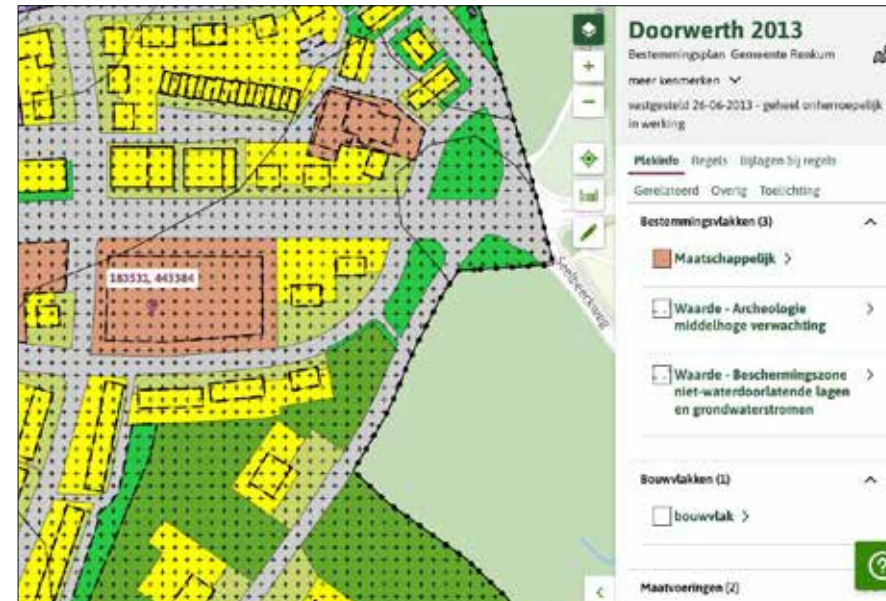 183531, 443384
?
Seelbeekweg
Doorwerth 2013
Bestemmingsplan Gemeente Renkum
meer kenmerken
vastgesteld 26-06-2013 - geheel onherroepelijk
in werking
Plekinfo Regels Bijlagen bij regels
Gerelateerd Overig Toelichting
Bestemmingsvlakken (3)
Maatschappelijk
Waarde - Archeologie
middelhoge verwachting
Waarde - Beschermingszone
niet-waterdoorlatende lagen
en grondwaterstromen
Bouwvlakken (1)
bouwvlak
Maatvoeringen (2)